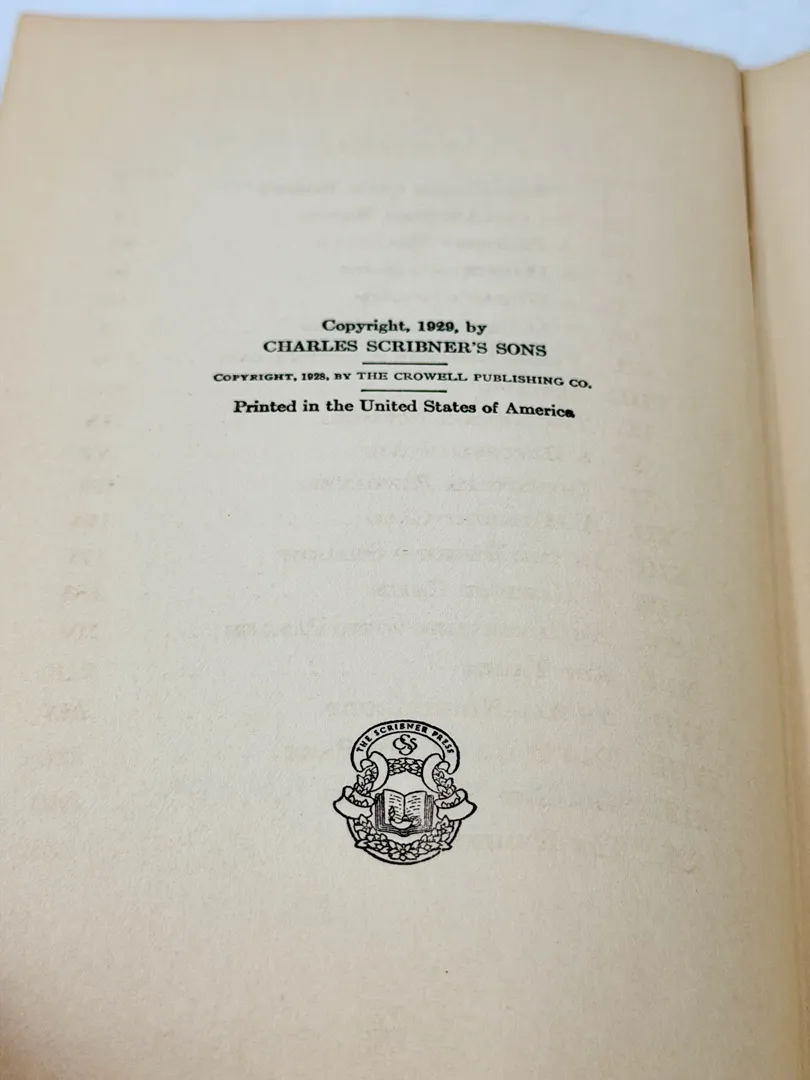 Copyright, 1929, by
CHARLES SCRIBNER'S SONS
COPYRIGHT, 1928, BY THE CROWELL PUBLISHING CO.
Printed in the United States of America
THE SCRIBNER PRESS
CSS